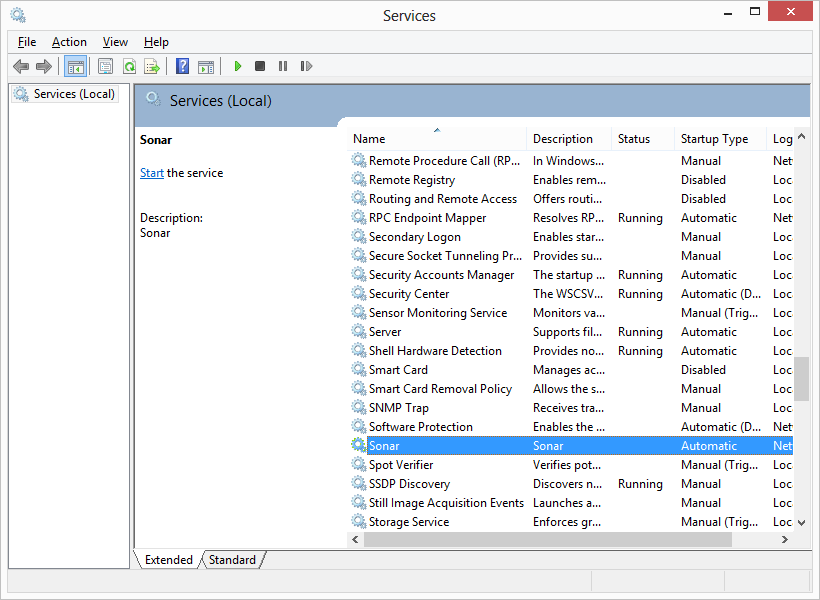 Services
File Action View Help
Services (Local)
Services (Local)
Sonar
Start the service
Description:
Sonar
Name Description Status Startup Type Log
Remote Procedure Call (RP... In Windows... Manual Net
Remote Registry Enables rem... Disabled Loc
Routing and Remote Access Offers routi... Disabled Loc
RPC Endpoint Mapper Resolves RP... Running Automatic Net
Secondary Logon Enables star... Manual Loc
Secure Socket Tunneling Pr... Provides su... Manual Loc
Security Accounts Manager The startup ... Running Automatic Loc
Security Center The WSCSV... Running Automatic (D... Loc
Sensor Monitoring Service Monitors va... Manual (Trig... Loc
Server Supports fil... Running Automatic Loc
Shell Hardware Detection Provides no... Running Automatic Loc
Smart Card Manages ac... Disabled Loc
Smart Card Removal Policy Allows the s... Manual Loc
SNMP Trap Receives tra... Manual Loc
Software Protection Enables the ... Automatic (D... Net
Sonar Sonar Automatic Net
Spot Verifier Verifies pot... Manual (Trig... Loc
SSDP Discovery Discovers n... Running Manual Loc
Still Image Acquisition Events Launches a... Manual Loc
Storage Service Enforces gr... Manual (Trig... Loc
Extended Standard